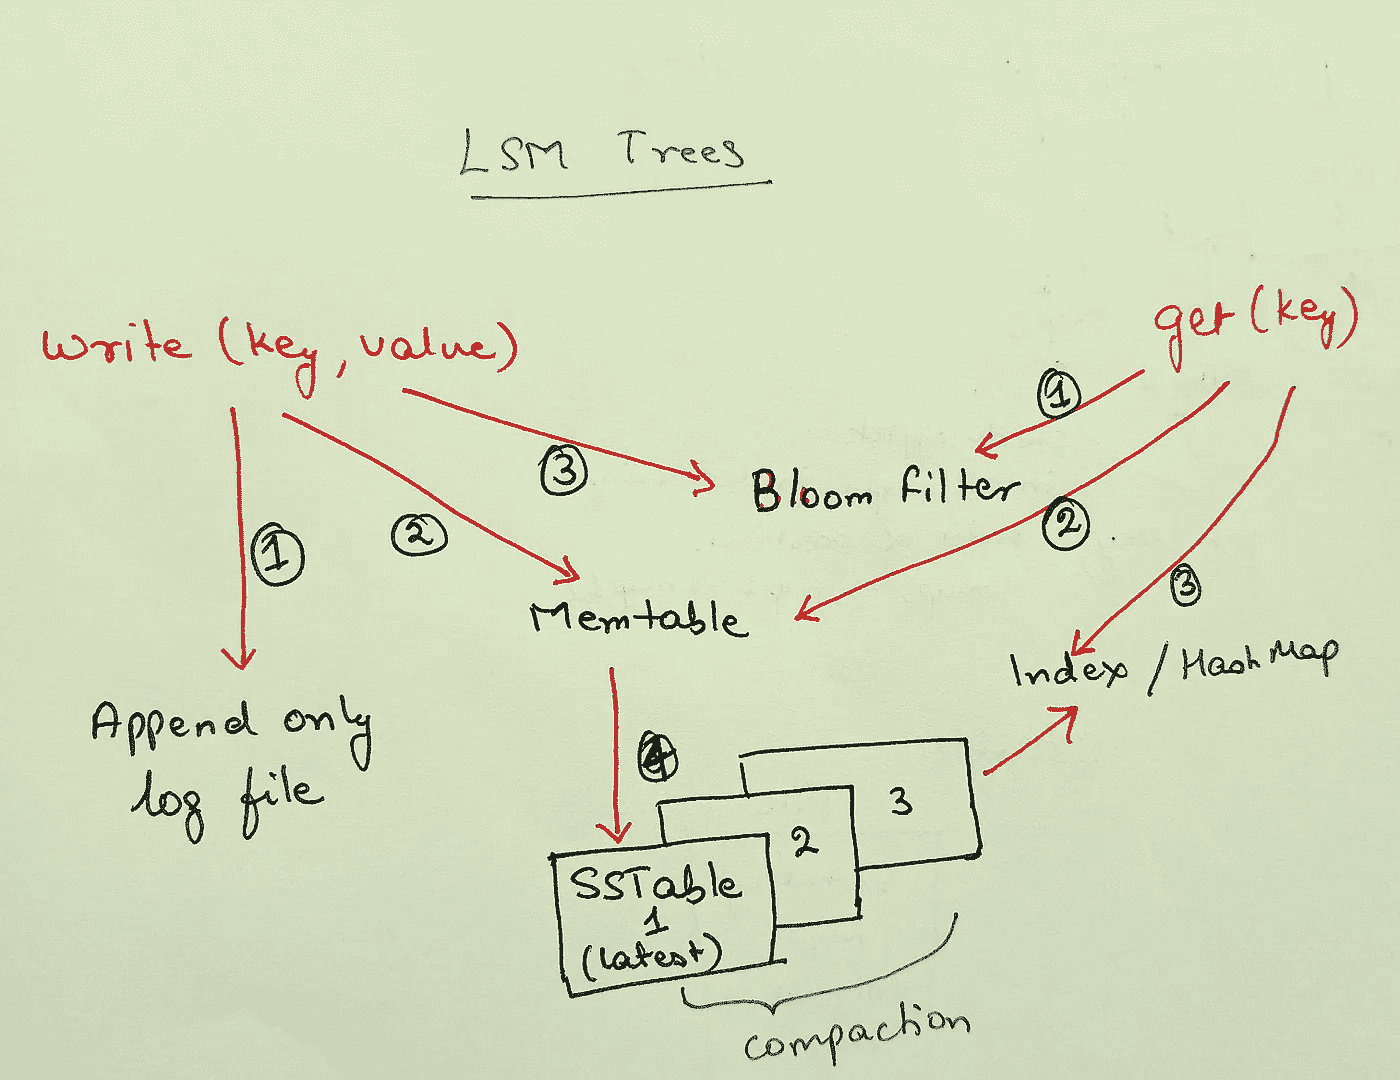 LSM Trees
write (key, value)
get (key)
1
3
Bloom filter
2
1
2
3
Memtable
Index / HashMap
Append only
log file
4
3
2
SSTable
1
(latest)
compaction